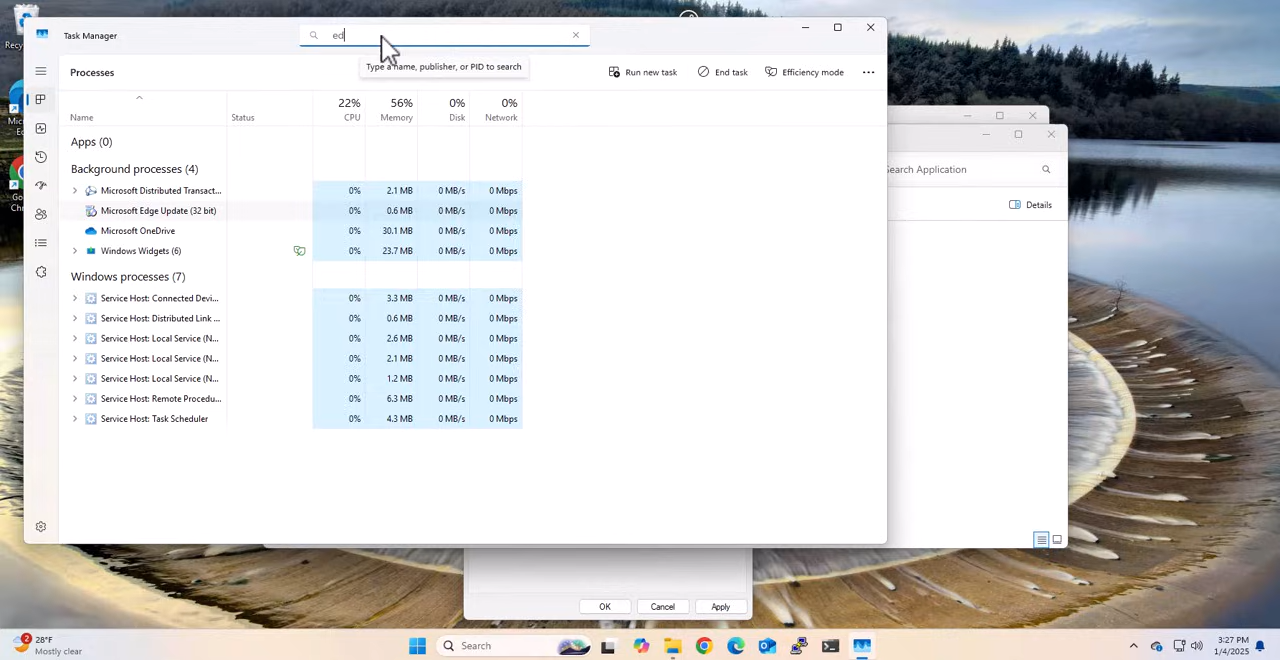 Recy
Task Manager
ed
Type a name, publisher, or PID to search
Processes
Run new task
End task
Efficiency mode
22%
56%
0%
0%
Name
Status
CPU
Memory
Disk
Network
Apps (0)
Background processes (4)
Microsoft Distributed Transact... 0% 2.1 MB 0 MB/s 0 Mbps
Microsoft Edge Update (32 bit) 0% 0.6 MB 0 MB/s 0 Mbps
Microsoft OneDrive 0% 30.1 MB 0 MB/s 0 Mbps
Windows Widgets (6) 0% 23.7 MB 0 MB/s 0 Mbps
Windows processes (7)
Service Host: Connected Devi... 0% 3.3 MB 0 MB/s 0 Mbps
Service Host: Distributed Link ... 0% 0.6 MB 0 MB/s 0 Mbps
Service Host: Local Service (N... 0% 2.6 MB 0 MB/s 0 Mbps
Service Host: Local Service (N... 0% 2.1 MB 0 MB/s 0 Mbps
Service Host: Local Service (N... 0% 1.2 MB 0 MB/s 0 Mbps
Service Host: Remote Procedu... 0% 6.3 MB 0 MB/s 0 Mbps
Service Host: Task Scheduler 0% 4.3 MB 0 MB/s 0 Mbps
Micr
Ed
Go
Chr
Search Application
Details
OK
Cancel
Apply
2
28°F
Mostly clear
Search
3:27 PM
1/4/2025